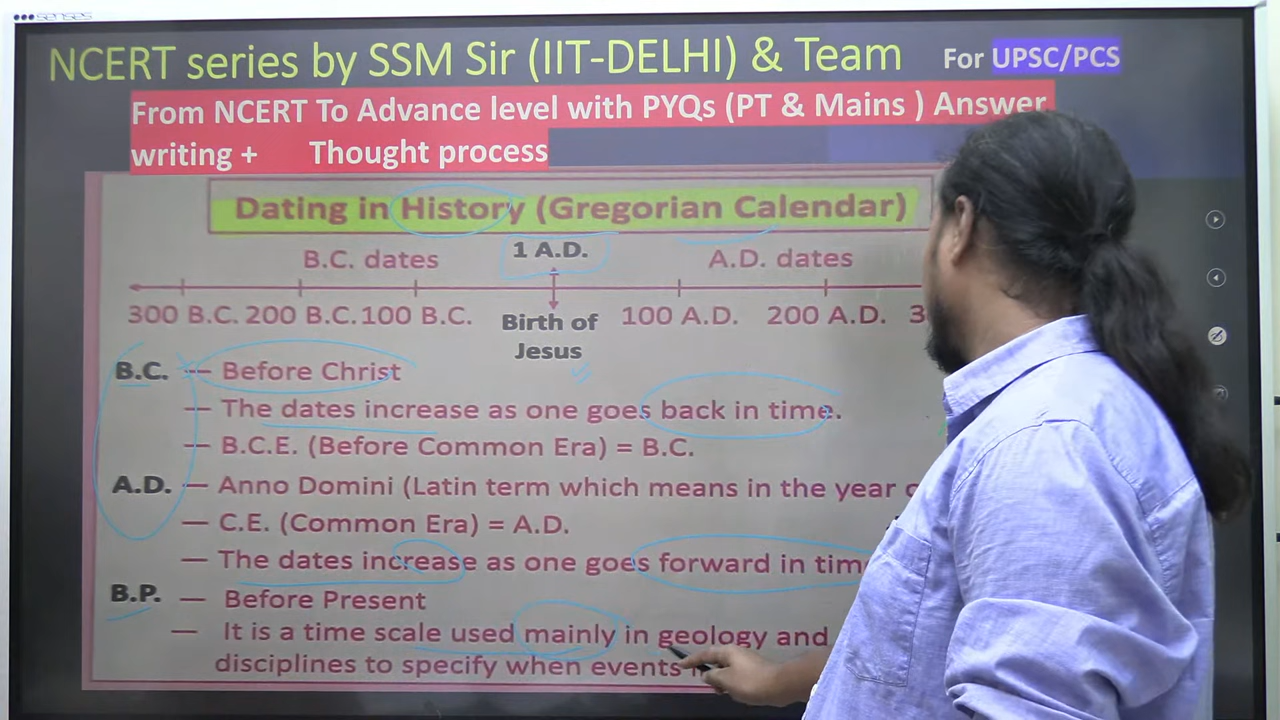 senses
NCERT series by SSM Sir (IIT-DELHI) & Team For UPSC/PCS
From NCERT To Advance level with PYQs (PT & Mains ) Answer
writing + Thought process
Dating in History (Gregorian Calendar)
B.C. dates 1 A.D. A.D. dates
300 B.C. 200 B.C. 100 B.C. Birth of Jesus 100 A.D. 200 A.D. 3
B.C. — Before Christ
— The dates increase as one goes back in time.
— B.C.E. (Before Common Era) = B.C.
A.D. — Anno Domini (Latin term which means in the year
— C.E. (Common Era) = A.D.
— The dates increase as one goes forward in tim
B.P. — Before Present
— It is a time scale used mainly in geology and
disciplines to specify when events